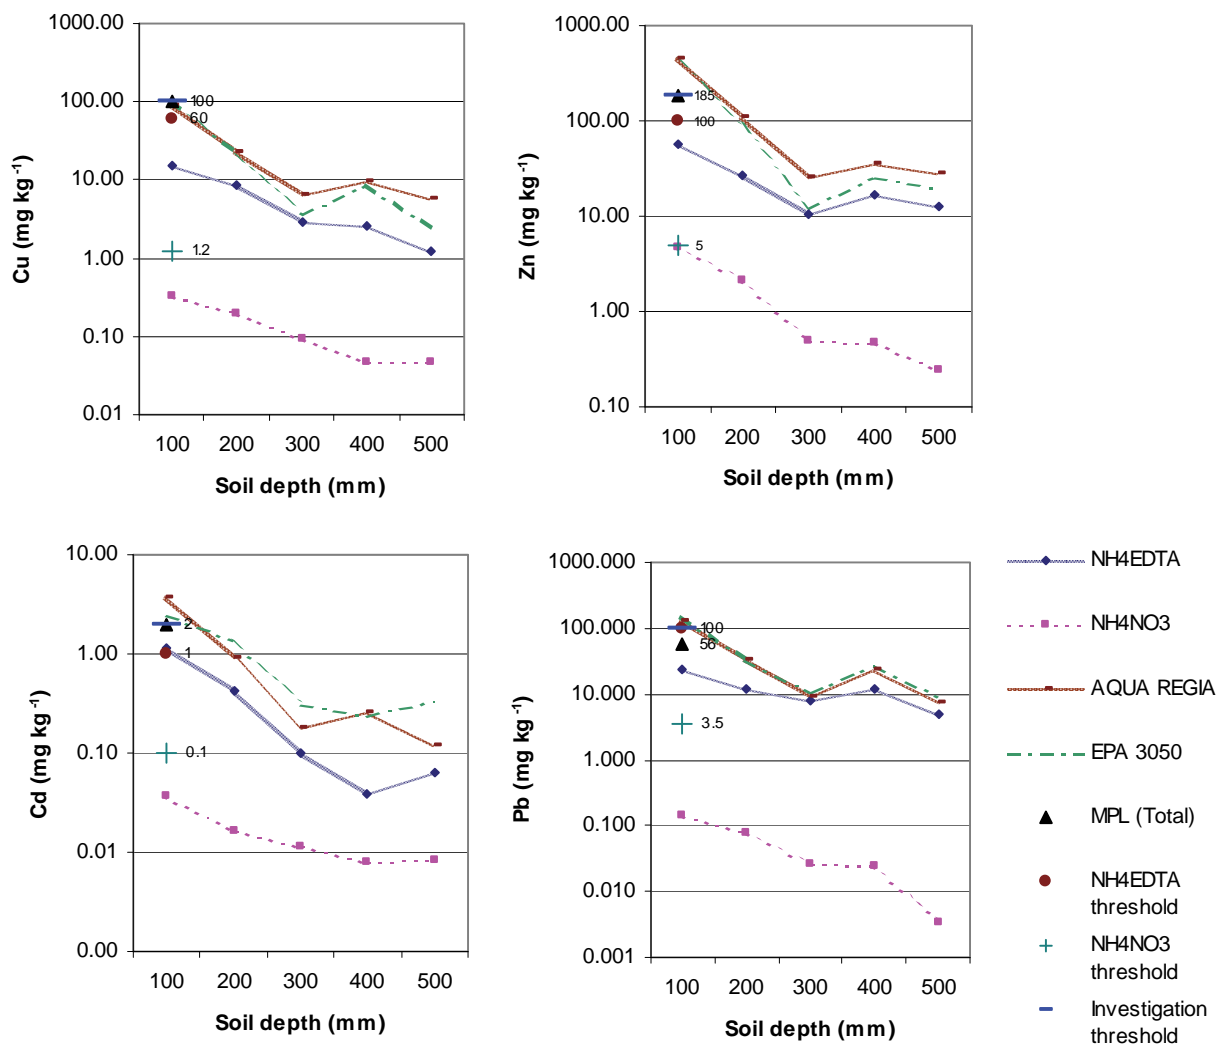 1000.00
100.00
10.00
1.00
0.10
0.01
Cu (mg kg-1)
100
60
1.2
100 200 300 400 500
Soil depth (mm)
1000.00
100.00
10.00
1.00
0.10
Zn (mg kg-1)
185
100
5
100 200 300 400 500
Soil depth (mm)
10.00
1.00
0.10
0.01
0.00
Cd (mg kg-1)
2
1
0.1
100 200 300 400 500
Soil depth (mm)
1000.000
100.000
10.000
1.000
0.100
0.010
0.001
Pb (mg kg-1)
100
56
3.5
100 200 300 400 500
Soil depth (mm)
NH4EDTA
NH4NO3
AQUA REGIA
EPA 3050
MPL (Total)
NH4EDTA
threshold
NH4NO3
threshold
Investigation
threshold